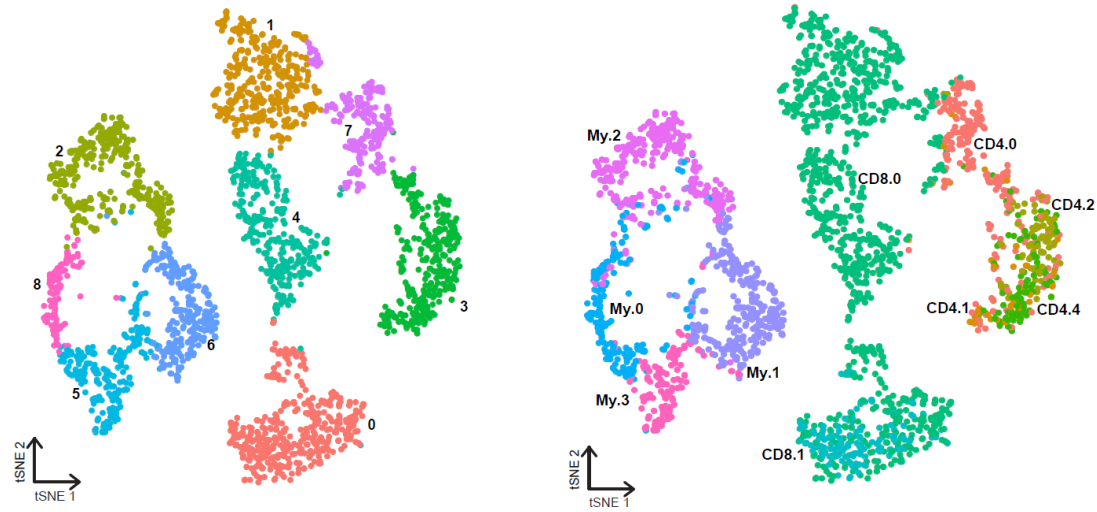 1
2
7
4
8
3
6
5
0
tSNE 2
tSNE 1
My.2
CD4.0
CD8.0
CD4.2
My.0
CD4.1
CD4.4
My.1
My.3
CD8.1
tSNE 2
tSNE 1